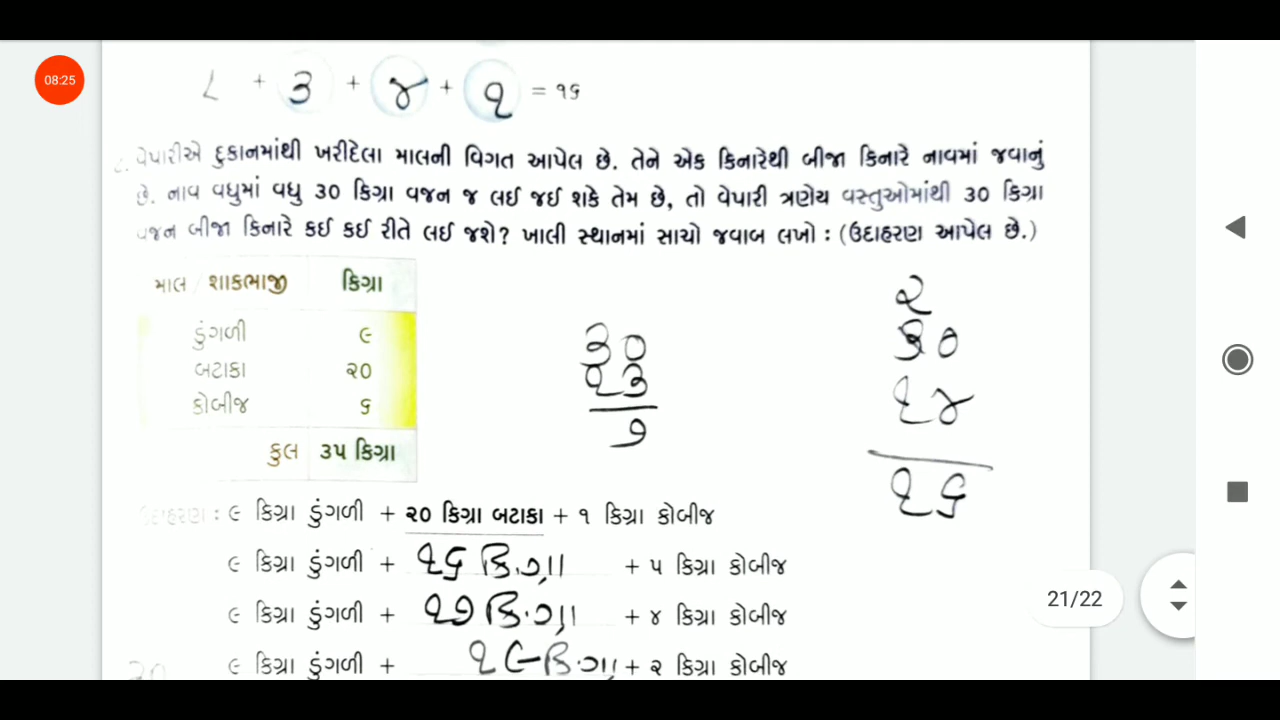 08:25
૮ + ૩ + ૪ + ૧ = ૧૬
વેપારીએ દુકાનમાંથી ખરીદેલા માલની વિગત આપેલ છે. તેને એક કિનારેથી બીજા કિનારે નાવમાં જવાનું
છે. નાવ વધુમાં વધુ ૩૦ કિગ્રા વજન જ લઈ જઈ શકે તેમ છે, તો વેપારી ત્રણેય વસ્તુઓમાંથી ૩૦ કિગ્રા
વજન બીજા કિનારે કઈ કઈ રીતે લઈ જશે? ખાલી સ્થાનમાં સાચો જવાબ લખો : (ઉદાહરણ આપેલ છે.)
માલ / શાકભાજી કિગ્રા
ડુંગળી ૯
બટાકા ૨૦
કોબીજ ૬
કુલ ૩૫ કિગ્રા
૩૦
૧૩
૭
૨
૩૦
૧૪
૧૬
ઉદાહરણ : ૯ કિગ્રા ડુંગળી + ૨૦ કિગ્રા બટાકા + ૧ કિગ્રા કોબીજ
૯ કિગ્રા ડુંગળી + ૧૬ કિ.ગ્રા + ૫ કિગ્રા કોબીજ
૯ કિગ્રા ડુંગળી + ૧૭ કિ.ગ્રા + ૪ કિગ્રા કોબીજ
૯ કિગ્રા ડુંગળી + ૧૯ કિ.ગ્રા + ૨ કિગ્રા કોબીજ
21/22